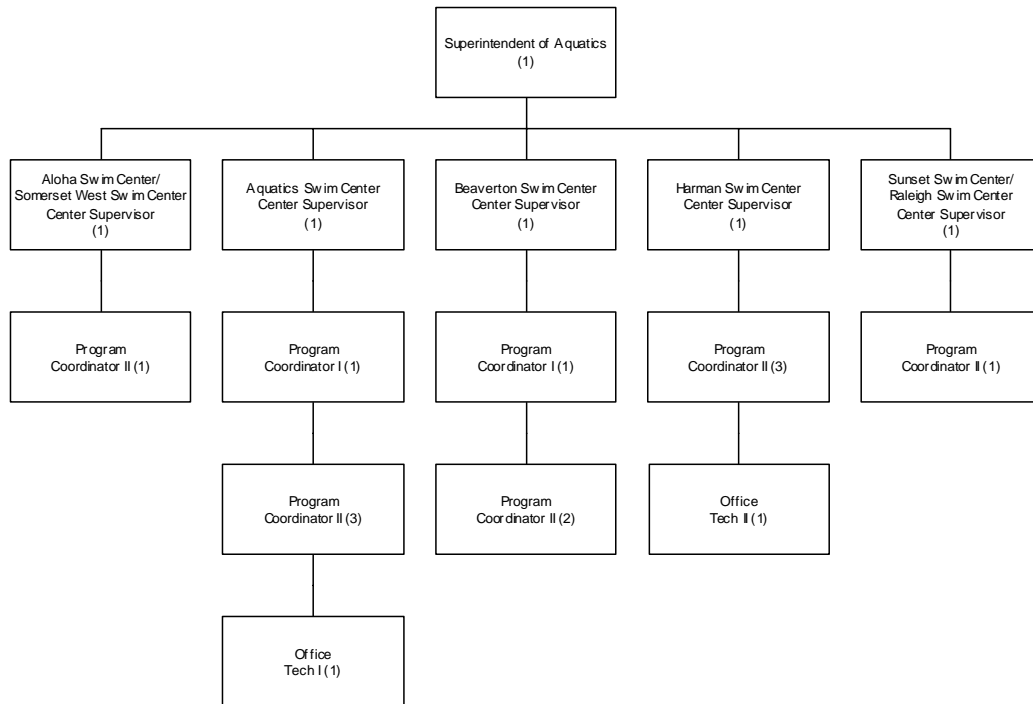 Superintendent of Aquatics
(1)
Aloha Swim Center/
Somerset West Swim Center
Center Supervisor
(1)
Aquatics Swim Center
Center Supervisor
(1)
Beaverton Swim Center
Center Supervisor
(1)
Harman Swim Center
Center Supervisor
(1)
Sunset Swim Center/
Raleigh Swim Center
Center Supervisor
(1)
Program
Coordinator II (1)
Program
Coordinator I (1)
Program
Coordinator I (1)
Program
Coordinator II (3)
Program
Coordinator II (1)
Program
Coordinator II (3)
Program
Coordinator II (2)
Office
Tech II (1)
Office
Tech I (1)